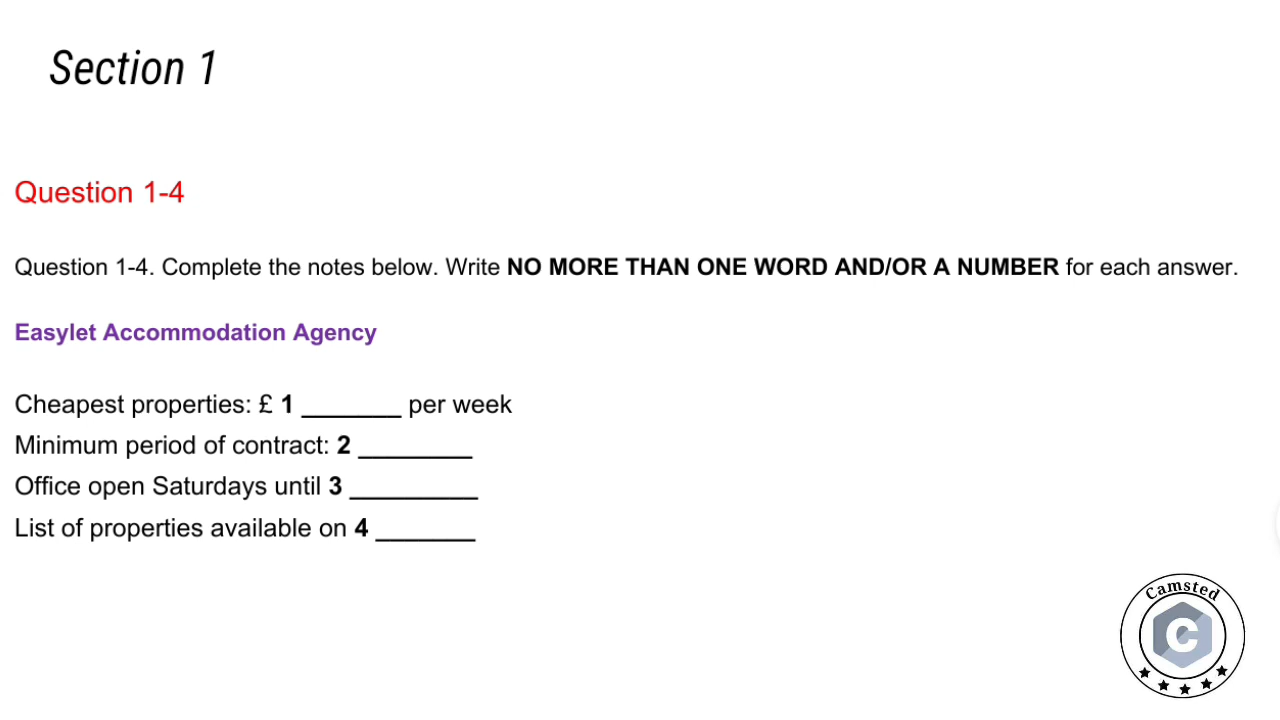 Section 1
Question 1-4
Question 1-4. Complete the notes below. Write NO MORE THAN ONE WORD AND/OR A NUMBER for each answer.
Easylet Accommodation Agency
Cheapest properties: £ 1 _______ per week
Minimum period of contract: 2 ________
Office open Saturdays until 3 _________
List of properties available on 4 _______
Camsted
C